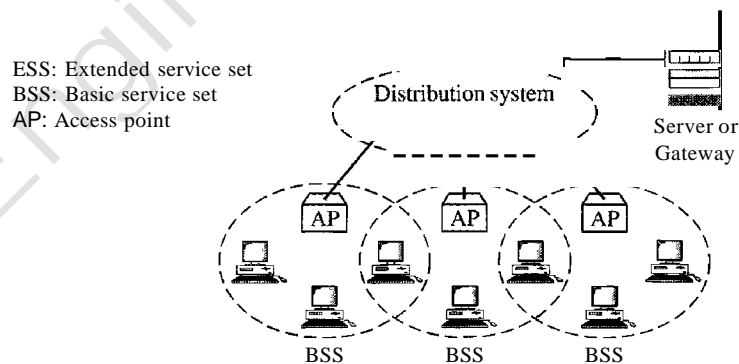 ESS: Extended service set
BSS: Basic service set
AP: Access point
Distribution system
Server or
Gateway
AP AP AP
BSS BSS BSS